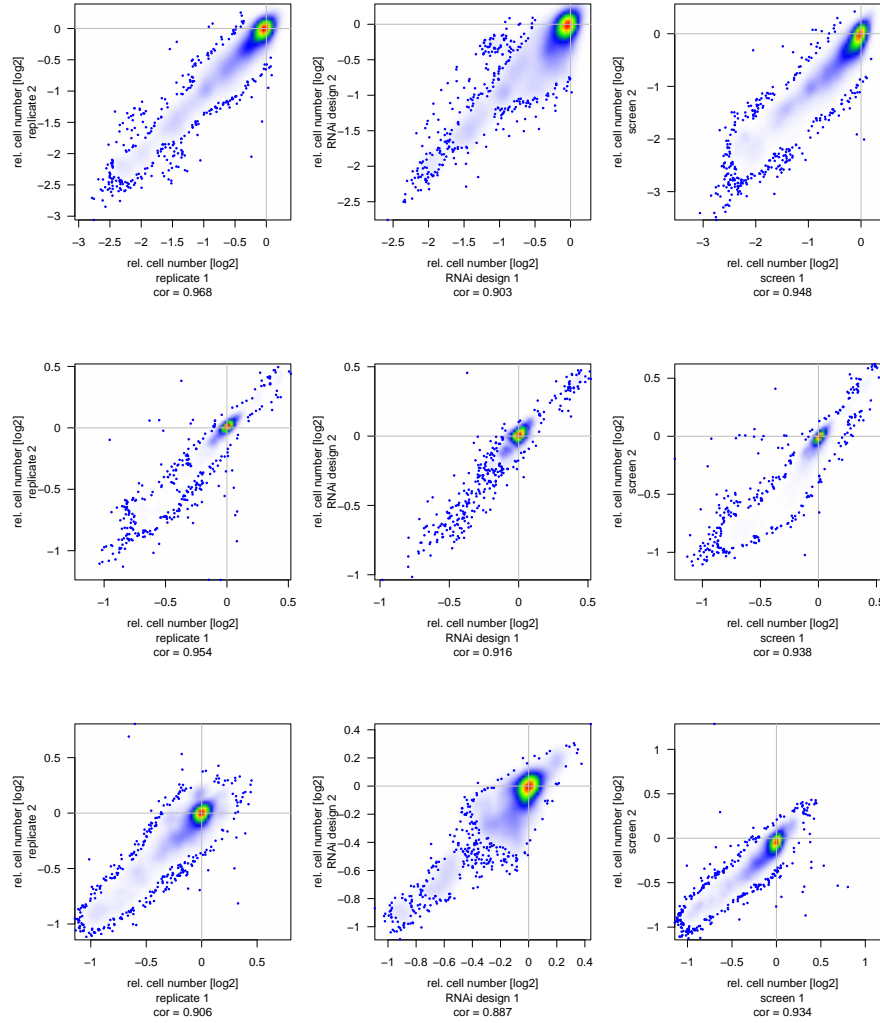 0
−0.5
−1
−1.5
−2
−2.5
−3
rel. cell number [log2]
replicate 2
−3 −2.5 −2 −1.5 −1 −0.5 0
rel. cell number [log2]
replicate 1
cor = 0.968
0
−0.5
−1
−1.5
−2
−2.5
rel. cell number [log2]
RNAi design 2
−2.5 −2 −1.5 −1 −0.5 0
rel. cell number [log2]
RNAi design 1
cor = 0.903
0
−1
−2
−3
rel. cell number [log2]
screen 2
−3 −2 −1 0
rel. cell number [log2]
screen 1
cor = 0.948
0.5
0
−0.5
−1
rel. cell number [log2]
replicate 2
−1 −0.5 0 0.5
rel. cell number [log2]
replicate 1
cor = 0.954
0.5
0
−0.5
−1
rel. cell number [log2]
RNAi design 2
−1 −0.5 0 0.5
rel. cell number [log2]
RNAi design 1
cor = 0.916
0.5
0
−0.5
−1
rel. cell number [log2]
screen 2
−1 −0.5 0 0.5
rel. cell number [log2]
screen 1
cor = 0.938
0.5
0
−0.5
−1
rel. cell number [log2]
replicate 2
−1 −0.5 0 0.5
rel. cell number [log2]
replicate 1
cor = 0.906
0.4
0.2
0
−0.2
−0.4
−0.6
−0.8
−1
rel. cell number [log2]
RNAi design 2
−1 −0.8 −0.6 −0.4 −0.2 0 0.2 0.4
rel. cell number [log2]
RNAi design 1
cor = 0.887
1
0.5
0
−0.5
−1
rel. cell number [log2]
screen 2
−1 −0.5 0 0.5 1
rel. cell number [log2]
screen 1
cor = 0.934